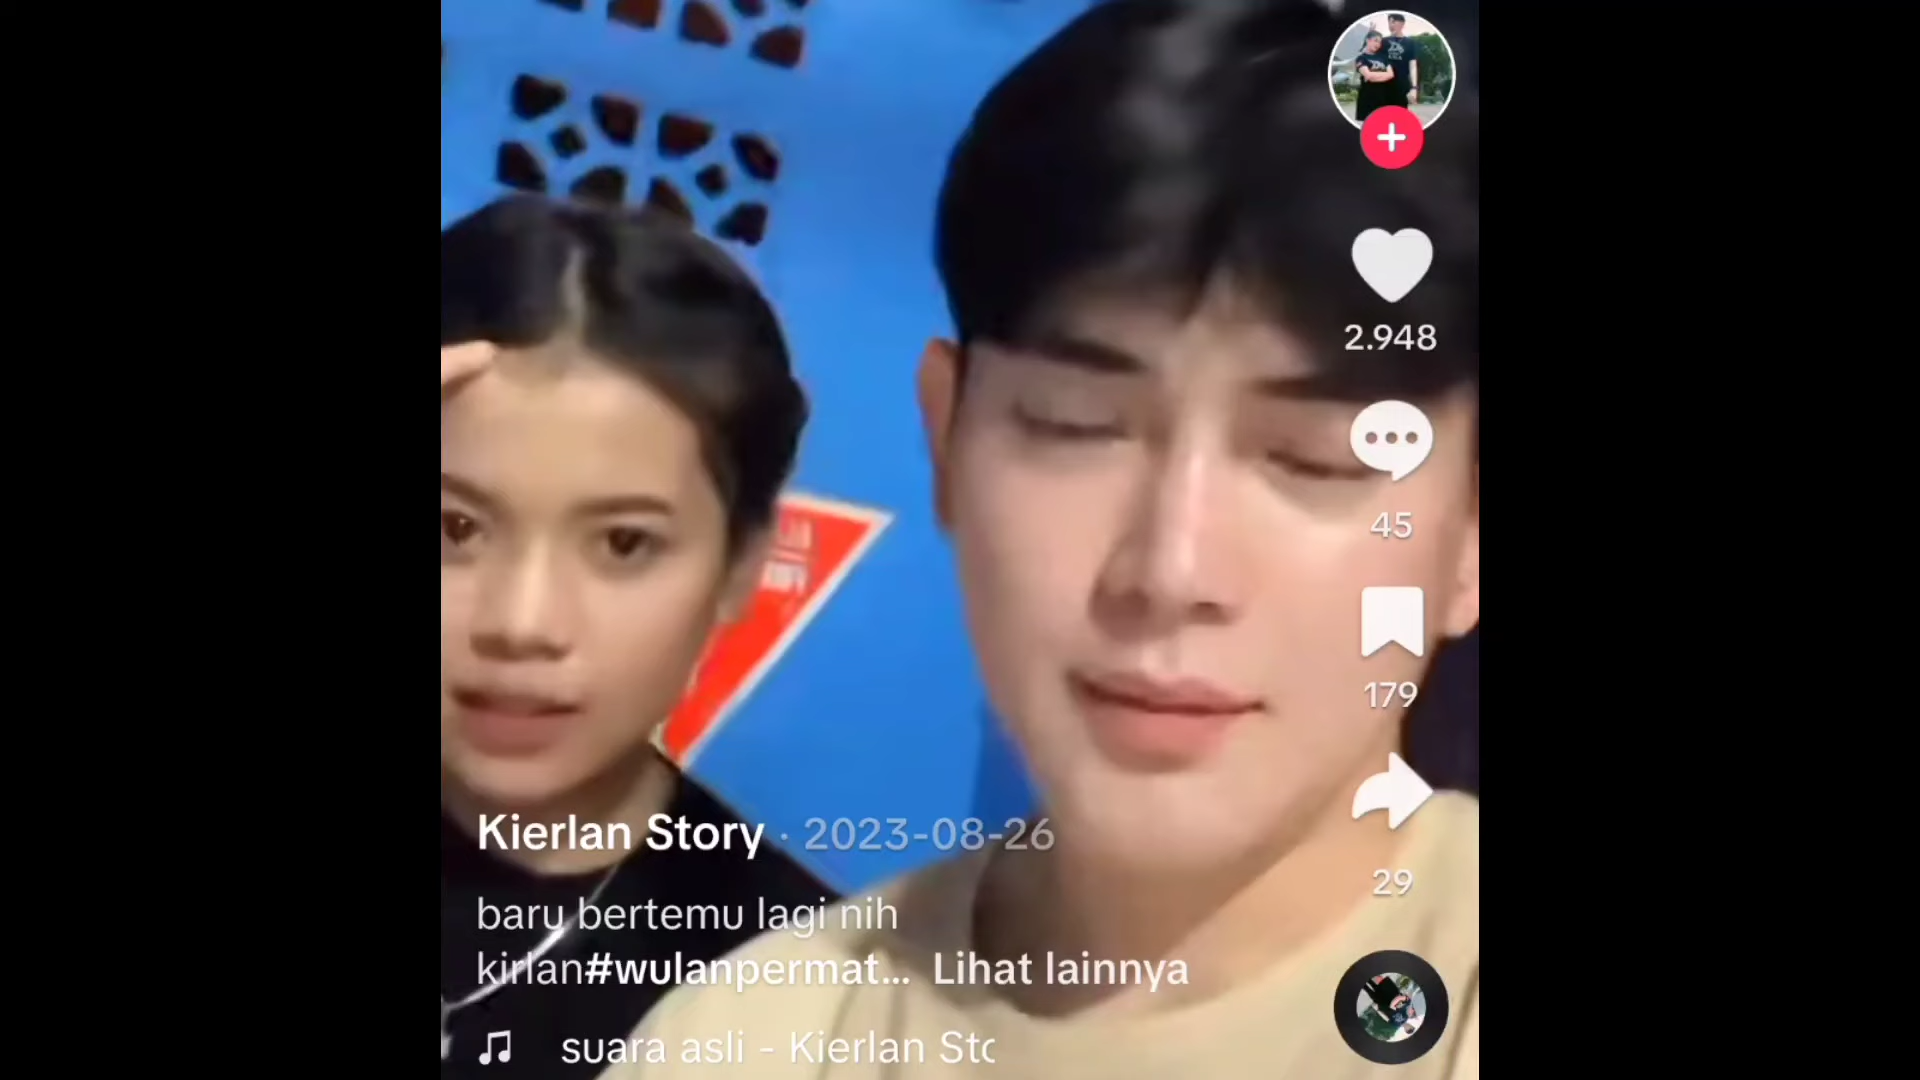 2.948
45
179
29
Kierlan Story · 2023-08-26
baru bertemu lagi nih
kirlan#wulanpermat... Lihat lainnya
suara asli - Kierlan Sto